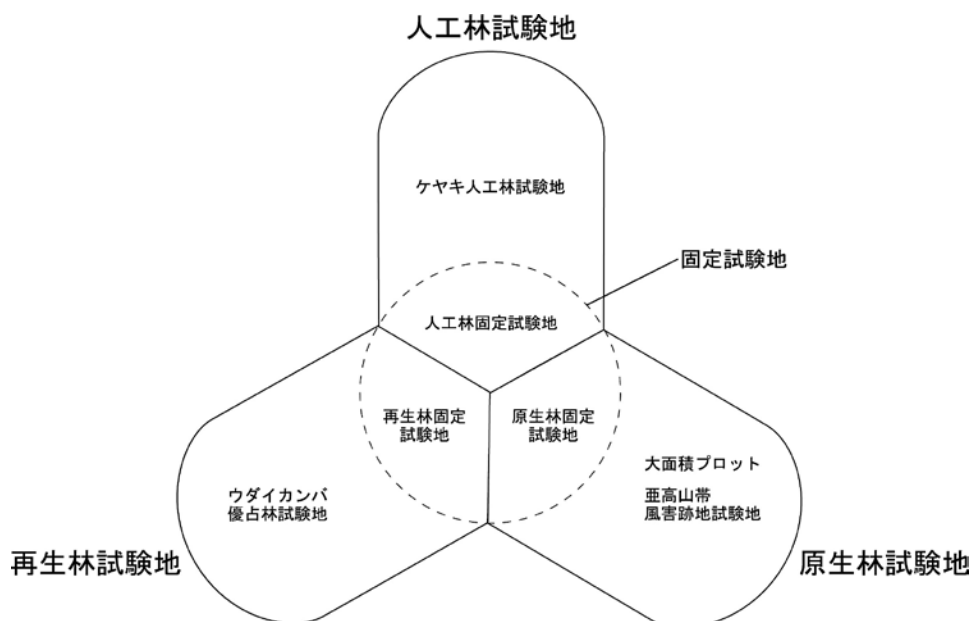 人工林試験地
ケヤキ人工林試験地
固定試験地
人工林固定試験地
再生林固定
試験地
原生林固定
試験地
大面積プロット
亜高山帯
風害跡地試験地
ウダイカンバ
優占林試験地
再生林試験地
原生林試験地